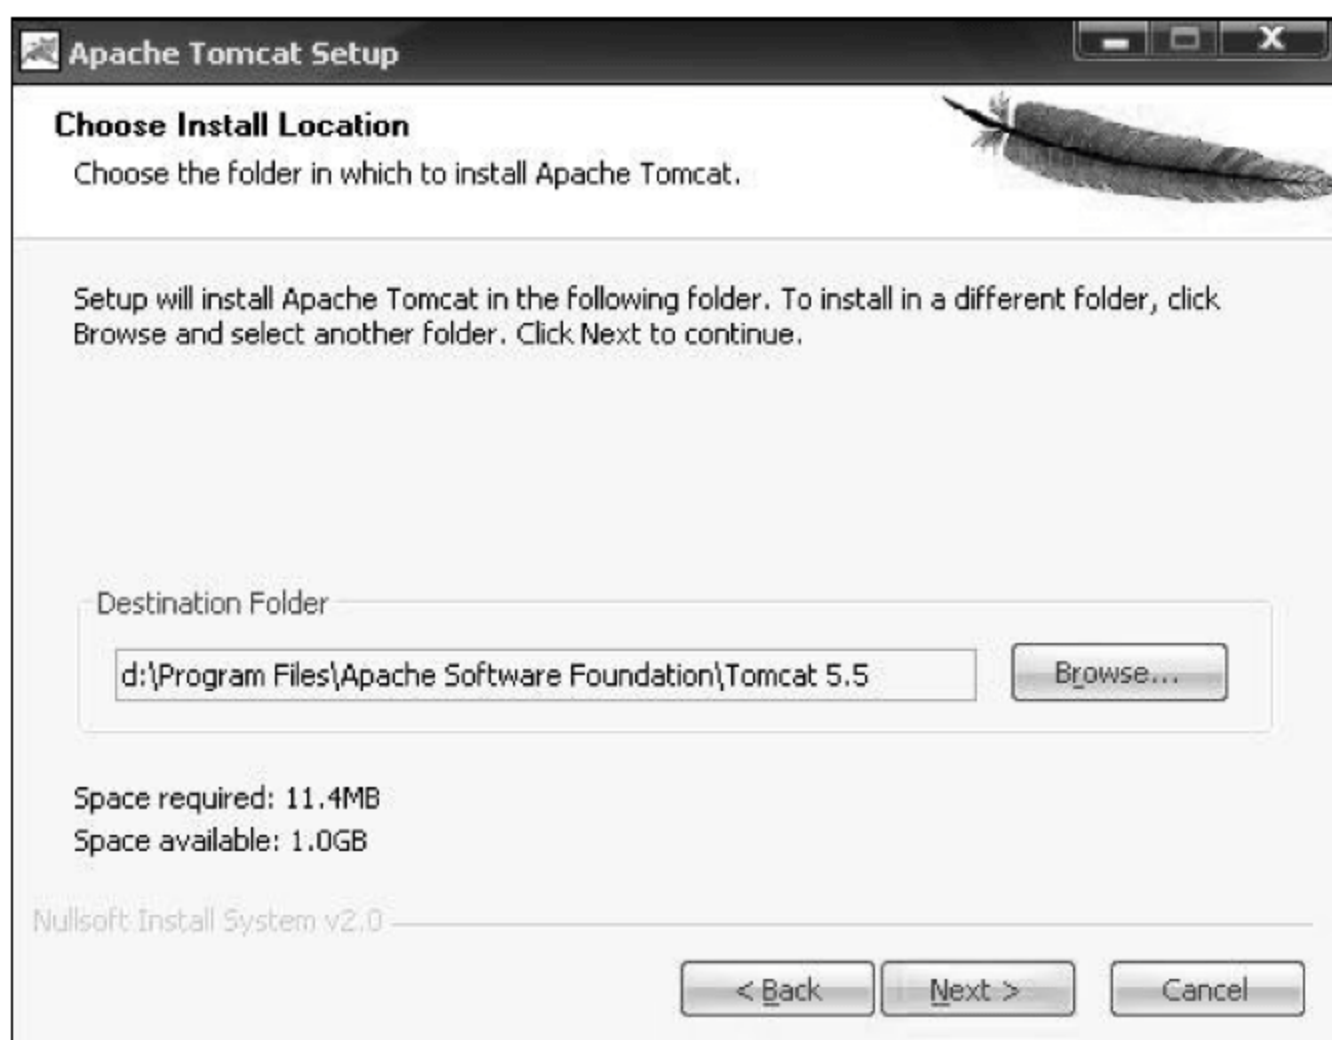 Apache Tomcat Setup
Choose Install Location
Choose the folder in which to install Apache Tomcat.
Setup will install Apache Tomcat in the following folder. To install in a different folder, click
Browse and select another folder. Click Next to continue.
Destination Folder
d:\Program Files\Apache Software Foundation\Tomcat 5.5
Browse...
Space required: 11.4MB
Space available: 1.0GB
Nullsoft Install System v2.0
< Back Next > Cancel